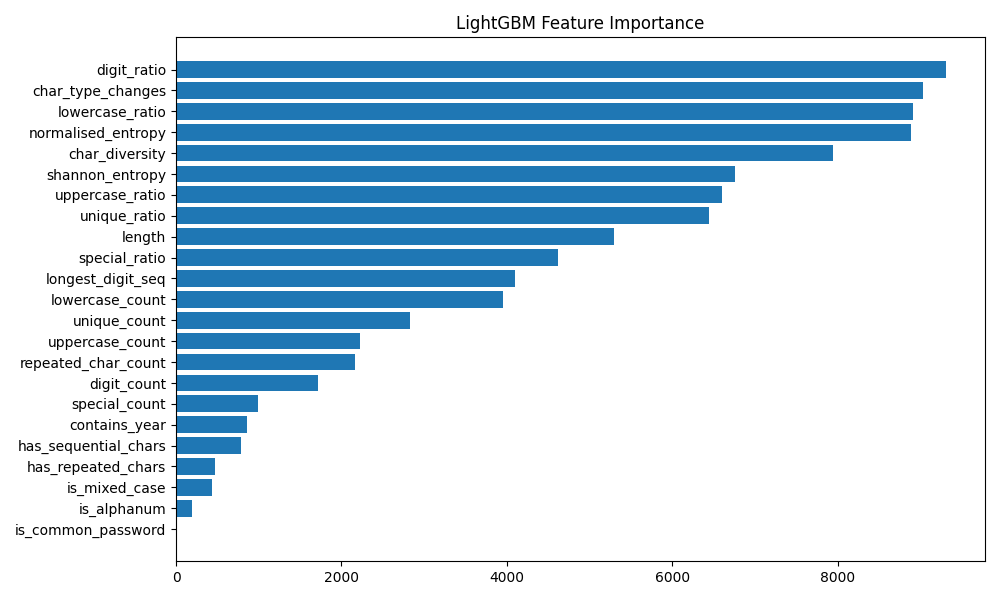 LightGBM Feature Importance
digit_ratio
char_type_changes
lowercase_ratio
normalised_entropy
char_diversity
shannon_entropy
uppercase_ratio
unique_ratio
length
special_ratio
longest_digit_seq
lowercase_count
unique_count
uppercase_count
repeated_char_count
digit_count
special_count
contains_year
has_sequential_chars
has_repeated_chars
is_mixed_case
is_alphanum
is_common_password
0 2000 4000 6000 8000